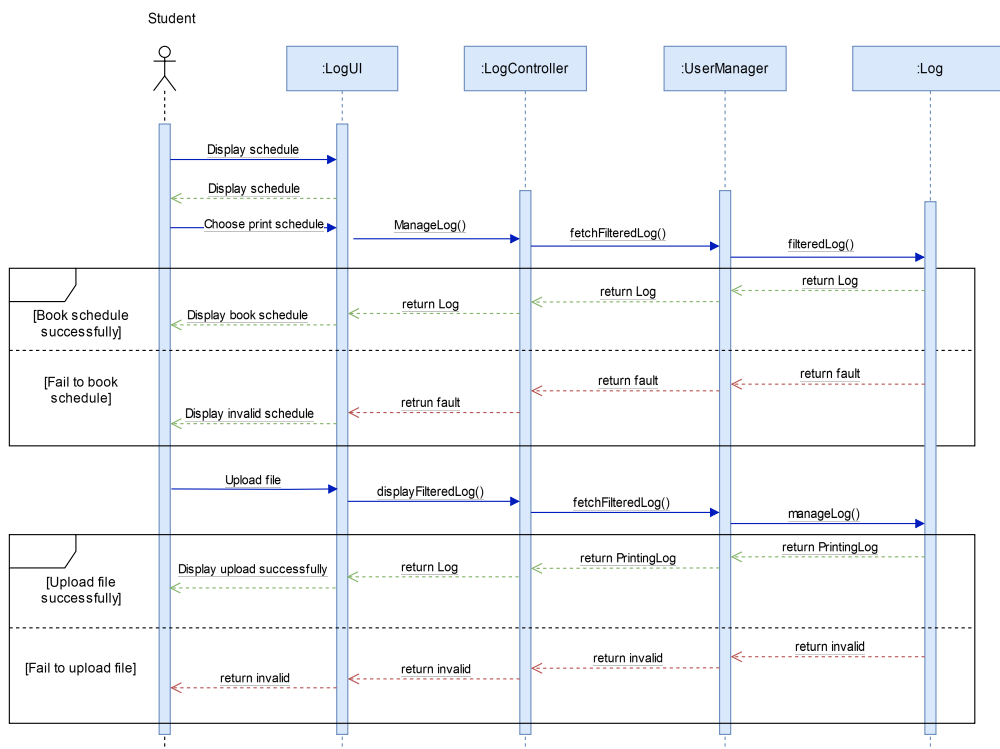 Student
:LogUI
:LogController
:UserManager
:Log
Display schedule
Display schedule
Choose print schedule
ManageLog()
fetchFilteredLog()
filteredLog()
return Log
return Log
return Log
Display book schedule
[Book schedule
successfully]
return fault
return fault
retrun fault
Display invalid schedule
[Fail to book
schedule]
Upload file
displayFilteredLog()
fetchFilteredLog()
manageLog()
return PrintingLog
return PrintingLog
return Log
Display upload successfully
[Upload file
successfully]
return invalid
return invalid
return invalid
return invalid
[Fail to upload file]